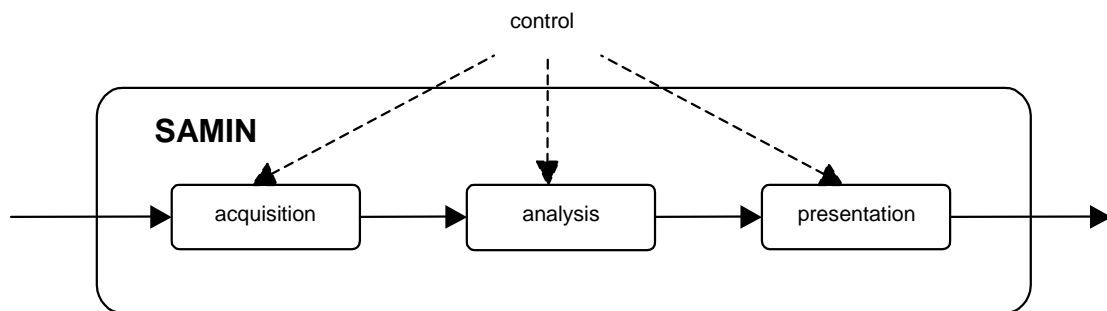 control
SAMIN
acquisition
analysis
presentation